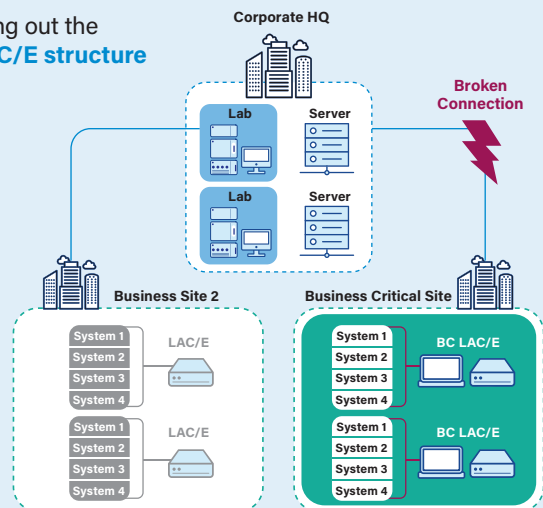 ng out the
C/E structure
Corporate HQ
Broken
Connection
Lab
Server
Lab
Server
Business Site 2
Business Critical Site
System 1
System 2
System 3
System 4
LAC/E
System 1
System 2
System 3
System 4
LAC/E
System 1
System 2
System 3
System 4
BC LAC/E
System 1
System 2
System 3
System 4
BC LAC/E